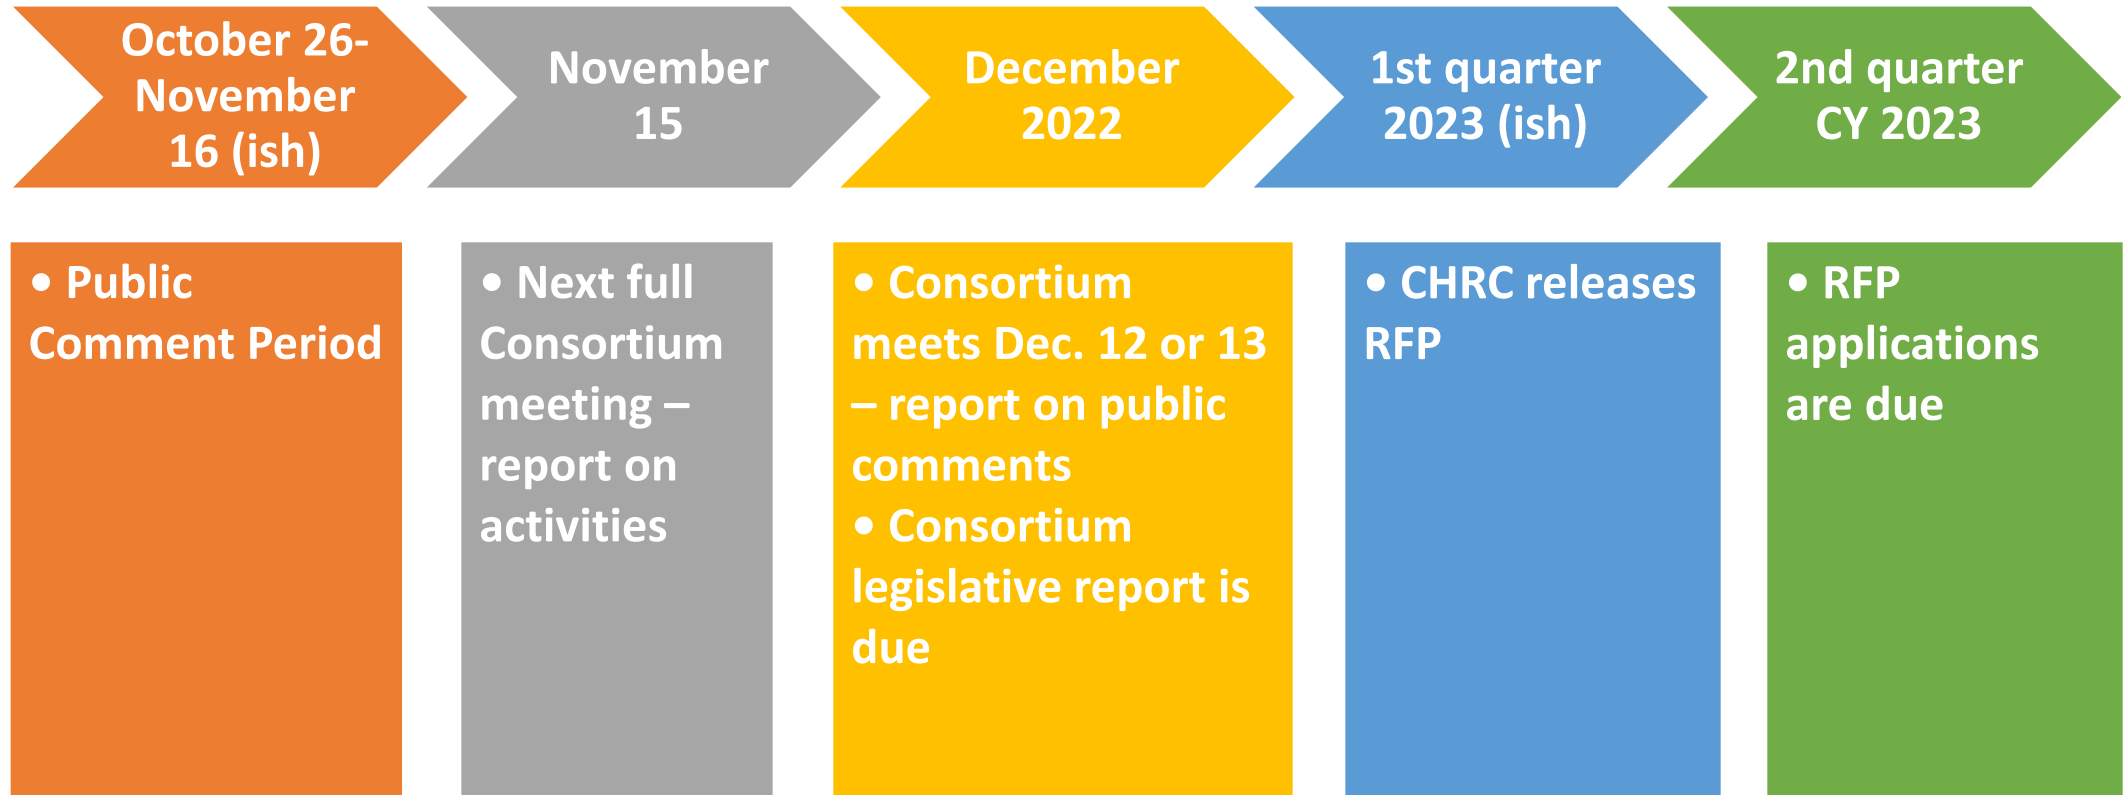 October 26-
November
16 (ish)
November
15
December
2022
1st quarter
2023 (ish)
2nd quarter
CY 2023
• Public
Comment Period
• Next full
Consortium
meeting –
report on
activities
• Consortium
meets Dec. 12 or 13
– report on public
comments
• Consortium
legislative report is
due
• CHRC releases
RFP
• RFP
applications
are due